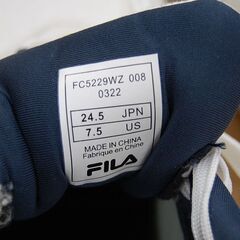 FC5229WZ 008
0322
24.5 JPN
7.5 US
MADE IN CHINA
Fabriqué en Chine
FILA